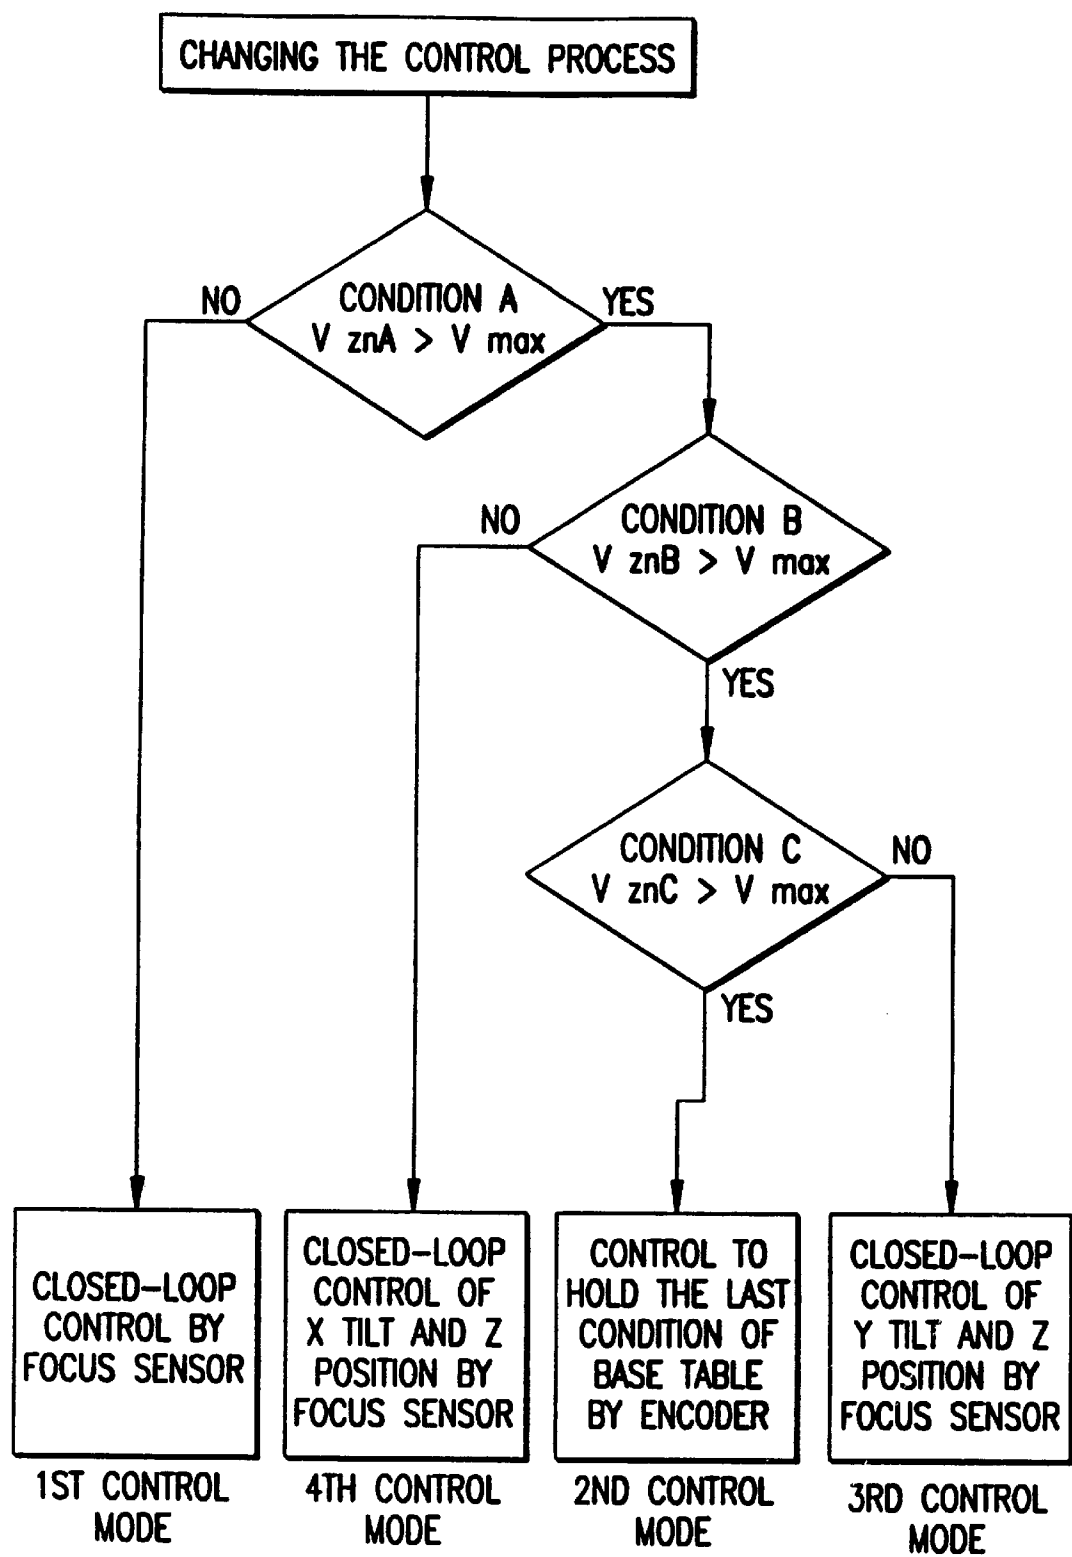 CHANGING THE CONTROL PROCESS
NO
CONDITION A
V znA > V max
YES
NO
CONDITION B
V znB > V max
YES
CONDITION C
V znC > V max
NO
YES
CLOSED-LOOP
CONTROL BY
FOCUS SENSOR
1ST CONTROL
MODE
CLOSED-LOOP
CONTROL OF
X TILT AND Z
POSITION BY
FOCUS SENSOR
4TH CONTROL
MODE
CONTROL TO
HOLD THE LAST
CONDITION OF
BASE TABLE
BY ENCODER
2ND CONTROL
MODE
CLOSED-LOOP
CONTROL OF
Y TILT AND Z
POSITION BY
FOCUS SENSOR
3RD CONTROL
MODE